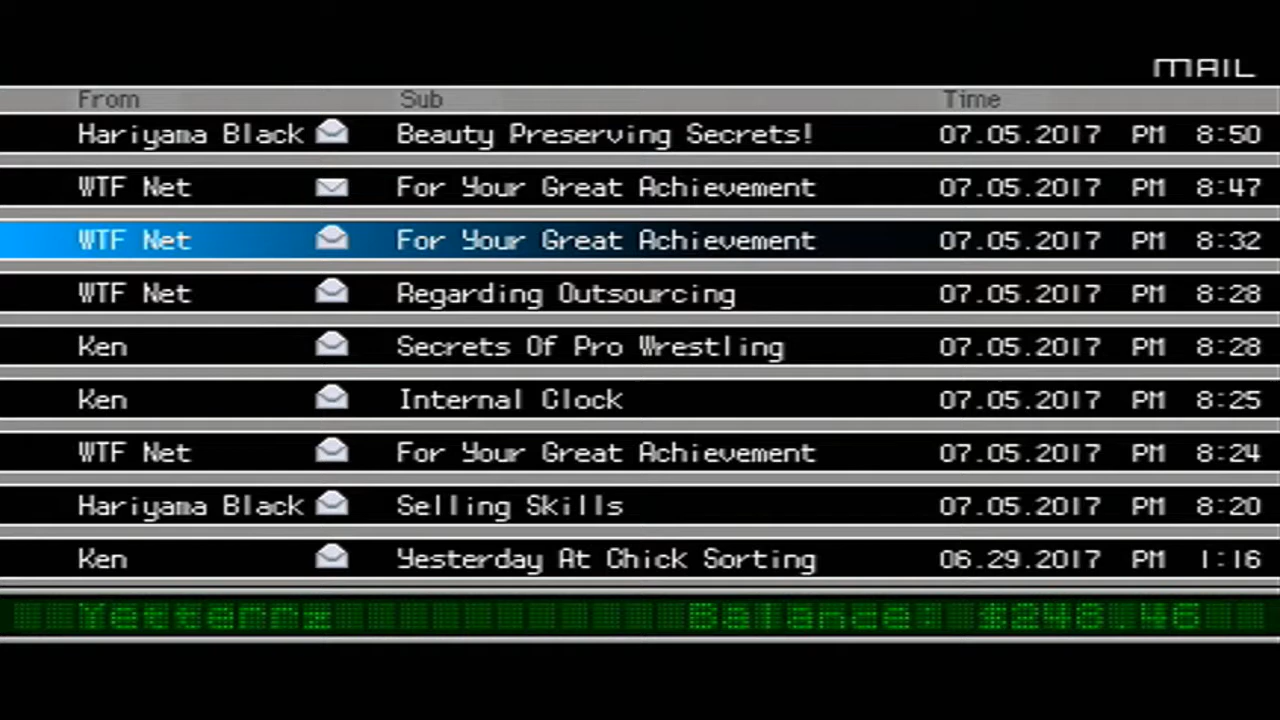 MAIL
From Sub Time
Hariyama Black Beauty Preserving Secrets! 07.05.2017 PM 8:50
WTF Net For Your Great Achievement 07.05.2017 PM 8:47
WTF Net For Your Great Achievement 07.05.2017 PM 8:32
WTF Net Regarding Outsourcing 07.05.2017 PM 8:28
Ken Secrets Of Pro Wrestling 07.05.2017 PM 8:28
Ken Internal Clock 07.05.2017 PM 8:25
WTF Net For Your Great Achievement 07.05.2017 PM 8:24
Hariyama Black Selling Skills 07.05.2017 PM 8:20
Ken Yesterday At Chick Sorting 06.29.2017 PM 1:16
Yetternz Balance: $248.46